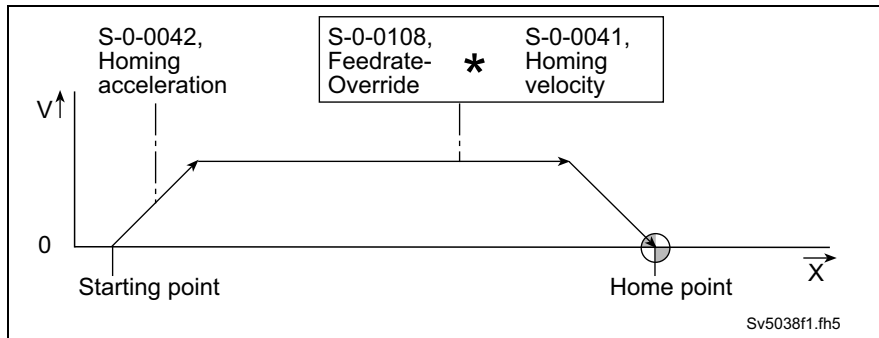 S-0-0042,
Homing
acceleration
S-0-0108,
Feedrate-
Override
*
S-0-0041,
Homing
velocity
V
0
X
Starting point
Home point
Sv5038f1.fh5